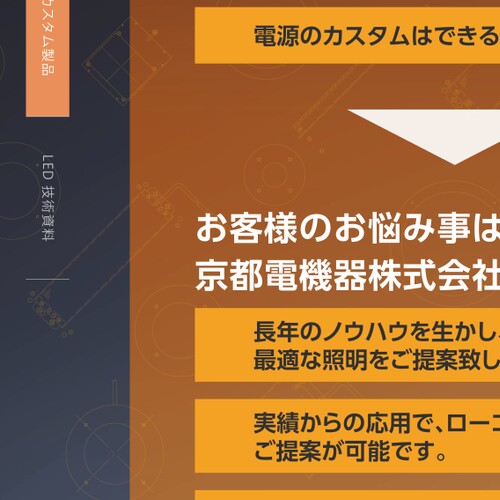 カスタム製品
LED 技術資料
電源のカスタムはできる
お客様のお悩み事は
京都電機器株式会社
長年のノウハウを生かし、
最適な照明をご提案致し
実績からの応用で、ローコ
ご提案が可能です。